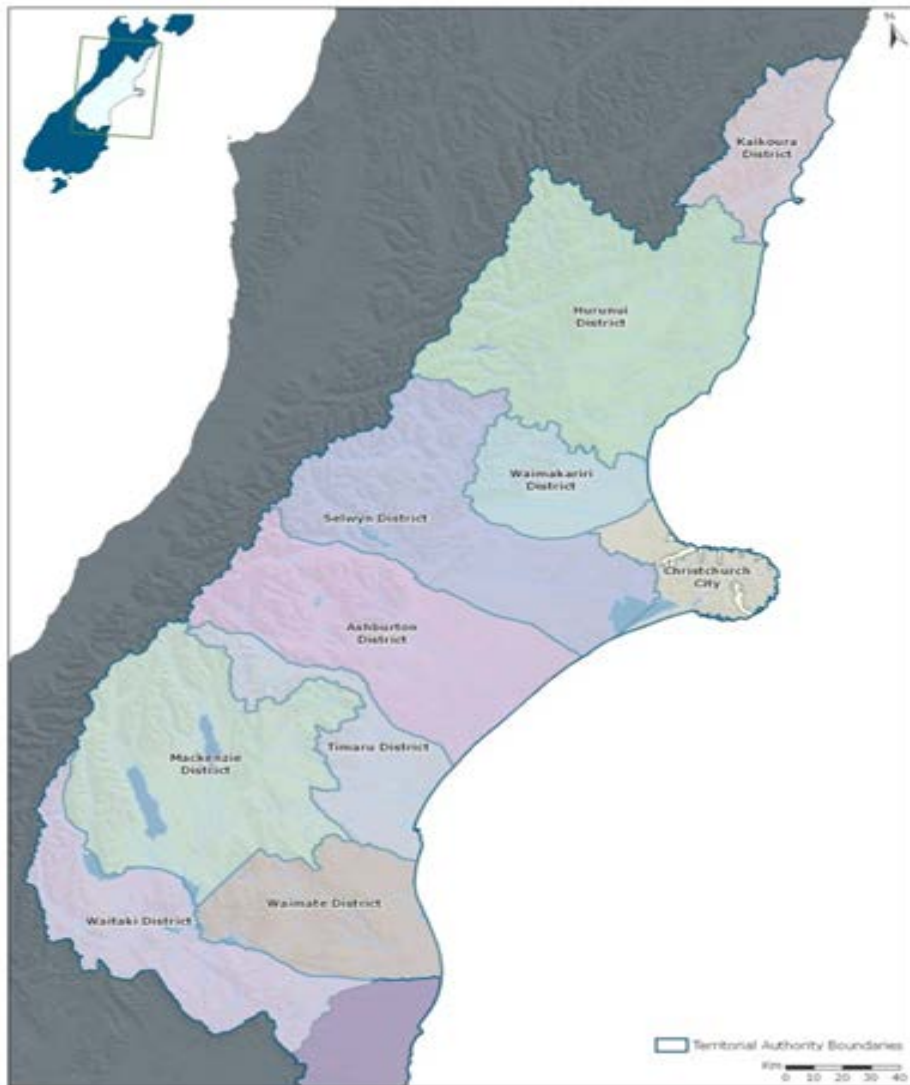 Kaikoura
District
Hurunui
District
Waimakariri
District
Selwyn District
Christchurch
City
Ashburton
District
Timaru District
Mackenzie
District
Waimate District
Waitaki District
Territorial Authority Boundaries
Km
0 10 20 30 40